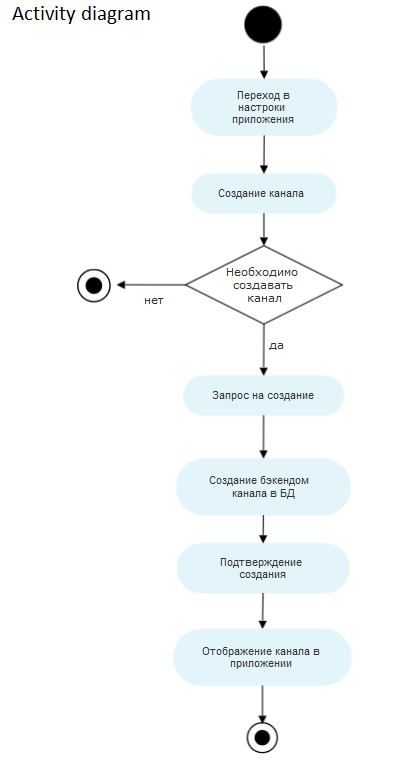 Activity diagram
Переход в
настроки
приложения
Создание канала
Необходимо
создавать
канал
нет
да
Запрос на создание
Создание бэкендом
канала в БД
Подтверждение
создания
Отображение канала в
приложении